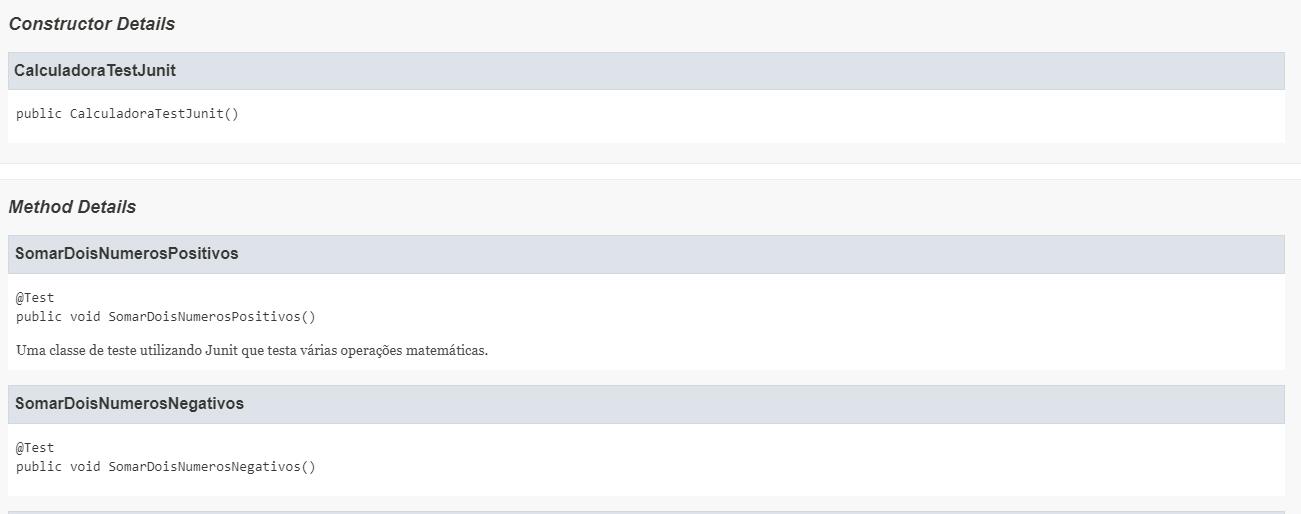 Constructor Details
CalculadoraTestJunit
public CalculadoraTestJunit()
Method Details
SomarDoisNumerosPositivos
@Test
public void SomarDoisNumerosPositivos()
Uma classe de teste utilizando Junit que testa várias operações matemáticas.
SomarDoisNumerosNegativos
@Test
public void SomarDoisNumerosNegativos()